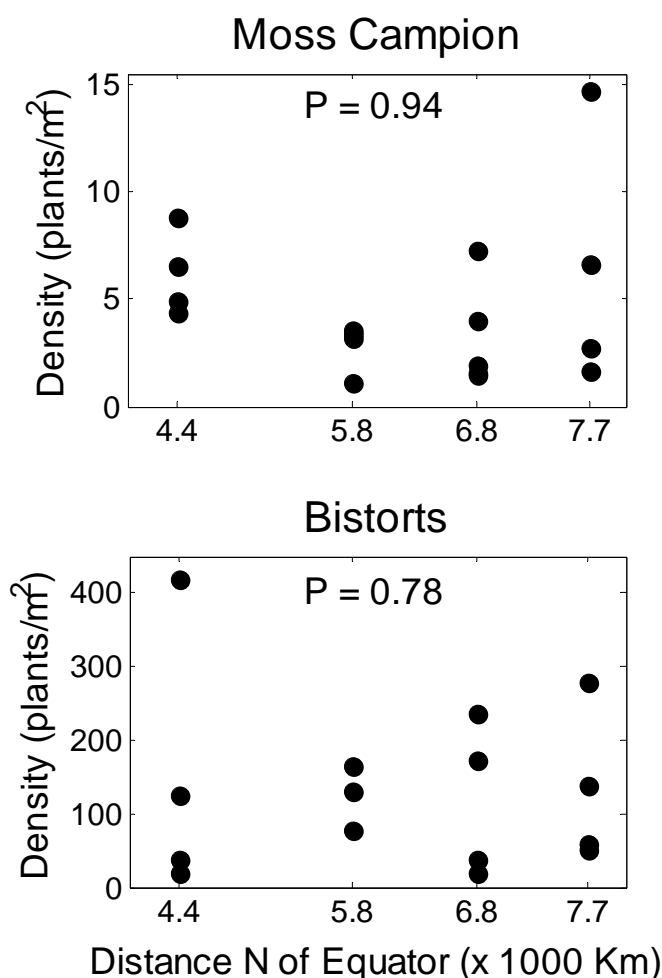 Moss Campion
P = 0.94
Density (plants/m²)
15
10
5
0
4.4 5.8 6.8 7.7
Bistorts
P = 0.78
Density (plants/m²)
400
300
200
100
0
4.4 5.8 6.8 7.7
Distance N of Equator (x 1000 Km)